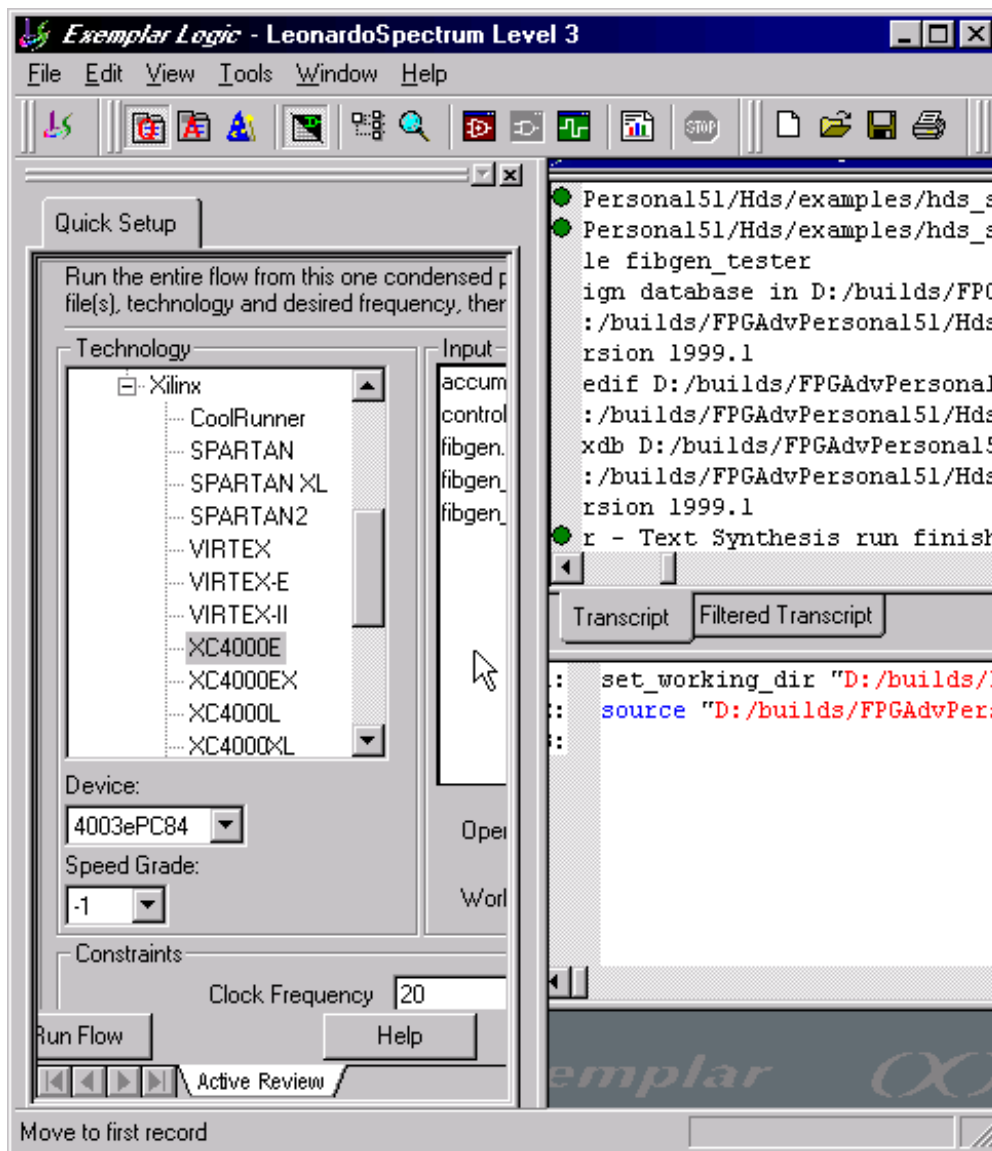 Exemplar Logic - LeonardoSpectrum Level 3
File Edit View Tools Window Help
STOP
Quick Setup
Run the entire flow from this one condensed p
file(s), technology and desired frequency, ther
Technology
Xilinx
CoolRunner
SPARTAN
SPARTAN XL
SPARTAN2
VIRTEX
VIRTEX-E
VIRTEX-II
XC4000E
XC4000EX
XC4000L
XC4000XL
Device:
4003ePC84
Speed Grade:
-1
Input
accum
control
fibgen.
fibgen_
fibgen_
Oper
Work
Constraints
Clock Frequency 20
Run Flow
Help
Active Review
Personal51/Hds/examples/hds_s
Personal51/Hds/examples/hds_s
le fibgen_tester
ign database in D:/builds/FPG
:/builds/FPGAdvPersonal51/Hds
rsion 1999.1
edif D:/builds/FPGAdvPersonal
:/builds/FPGAdvPersonal51/Hds
xdb D:/builds/FPGAdvPersonal5
:/builds/FPGAdvPersonal51/Hds
rsion 1999.1
r - Text Synthesis run finish
Transcript Filtered Transcript
set_working_dir "D:/builds/
source "D:/builds/FPGAdvPers
emplar
Move to first record